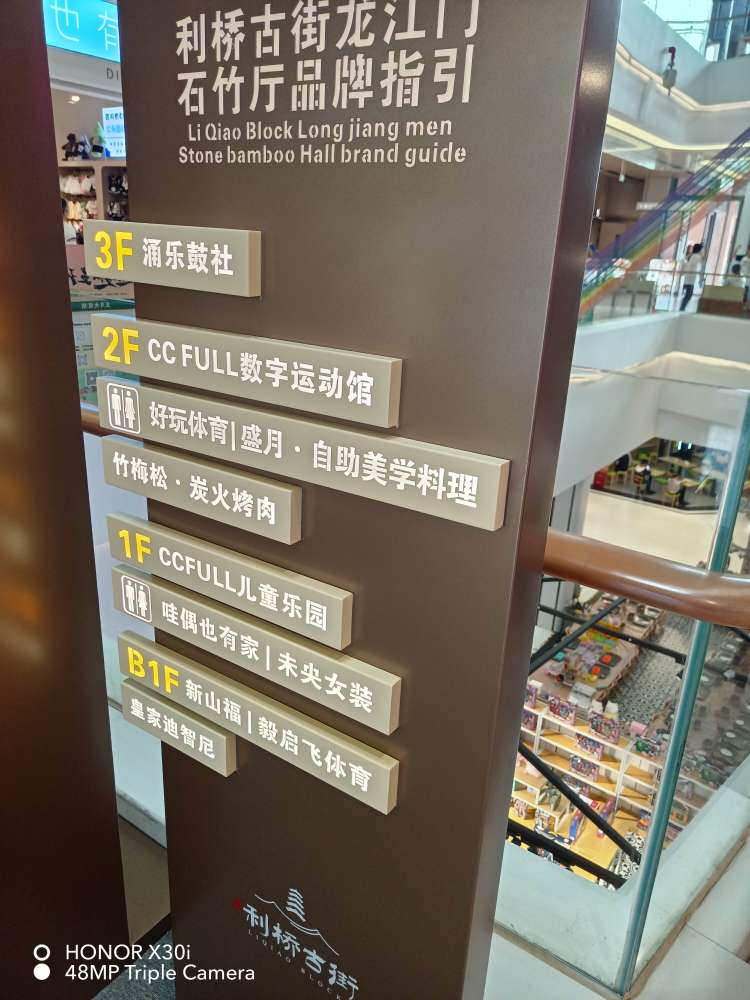 也有
DI
利桥古街龙江门
石竹厅品牌指引
Li Qiao Block Long jiang men
Stone bamboo Hall brand guide
3F 涌乐鼓社
2F CC FULL数字运动馆
好玩体育|盛月·自助美学料理
竹梅松·炭火烤肉
1F CCFULL儿童乐园
哇偶也有家|未央女装
B1F 新山福|毅启飞体育
皇家迪智尼
利桥古街
LIQIAO BLOCK
HONOR X30i
48MP Triple Camera